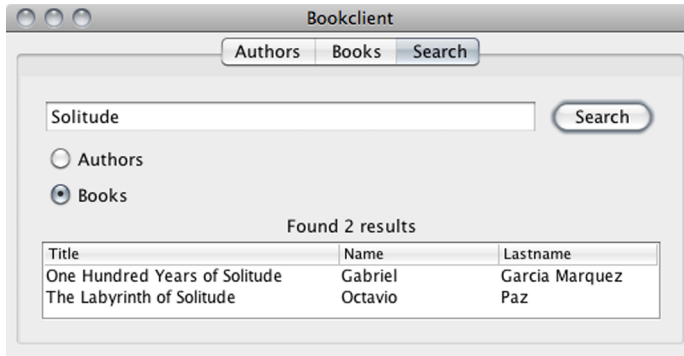 Bookclient
Authors Books Search
Solitude Search
Authors
Books
Found 2 results
Title Name Lastname
One Hundred Years of Solitude Gabriel Garcia Marquez
The Labyrinth of Solitude Octavio Paz